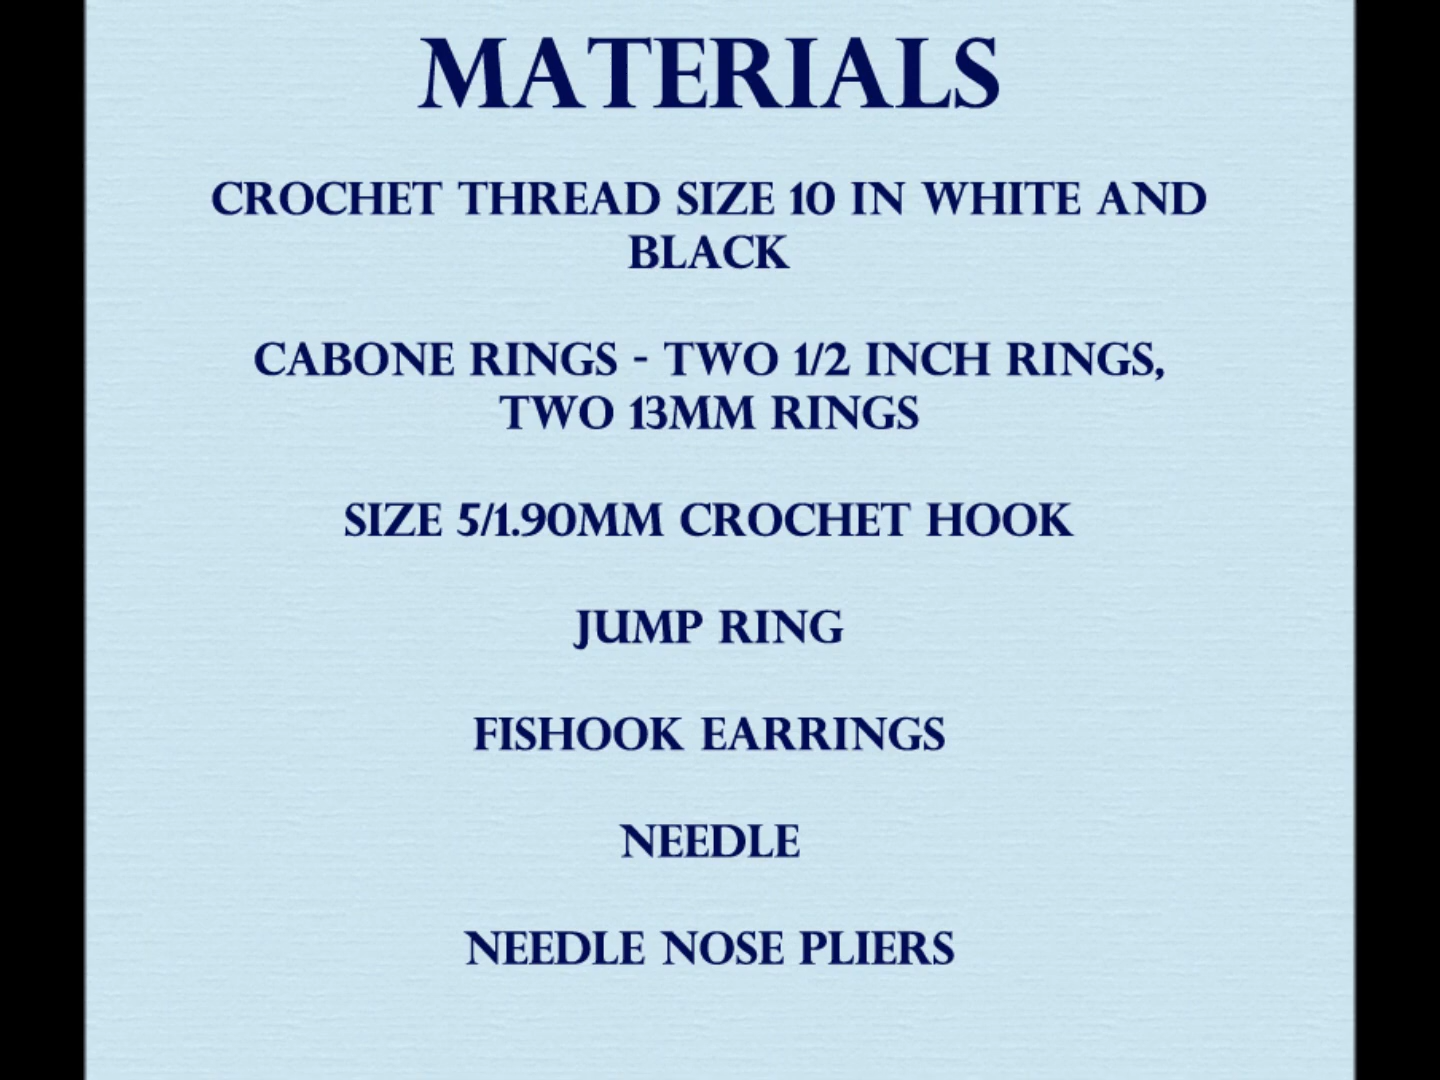 MATERIALS
CROCHET THREAD SIZE 10 IN WHITE AND
BLACK
CABONE RINGS - TWO 1/2 INCH RINGS,
TWO 13MM RINGS
SIZE 5/1.90MM CROCHET HOOK
JUMP RING
FISHOOK EARRINGS
NEEDLE
NEEDLE NOSE PLIERS